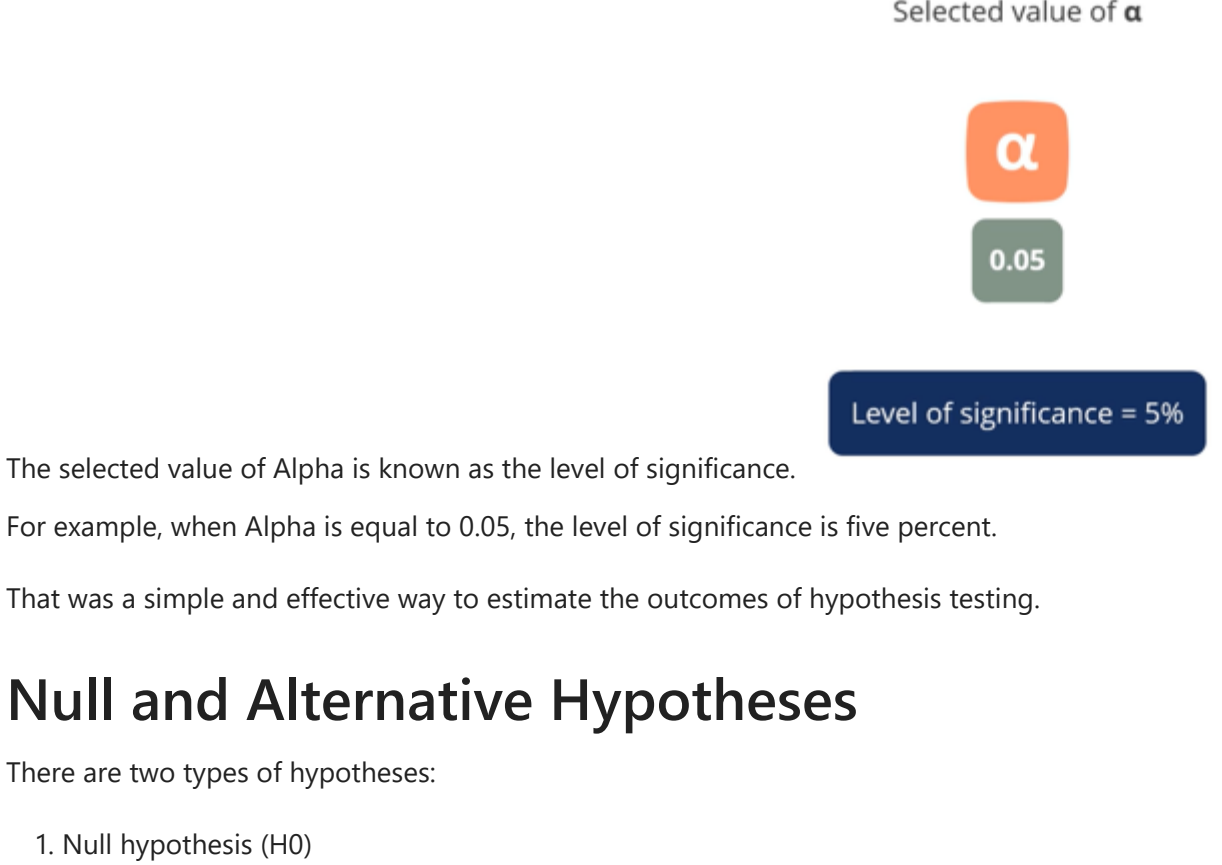 Selected value of α
α
0.05
Level of significance = 5%
The selected value of Alpha is known as the level of significance.
For example, when Alpha is equal to 0.05, the level of significance is five percent.
That was a simple and effective way to estimate the outcomes of hypothesis testing.
Null and Alternative Hypotheses
There are two types of hypotheses:
1. Null hypothesis (H0)